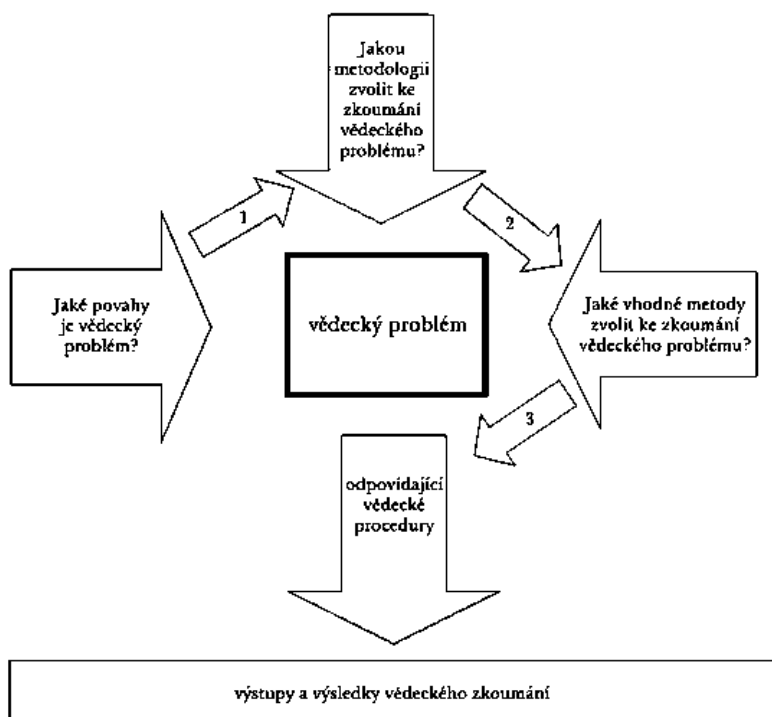 Jakou
metodologii
zvolit ke
zkoumání
vědeckého
problému?
1
2
Jaké povahy
je vědecký
problém?
vědecký problém
Jaké vhodné metody
zvolit ke zkoumání
vědeckého problému?
3
odpovídající
vědecké
procedury
výstupy a výsledky vědeckého zkoumání